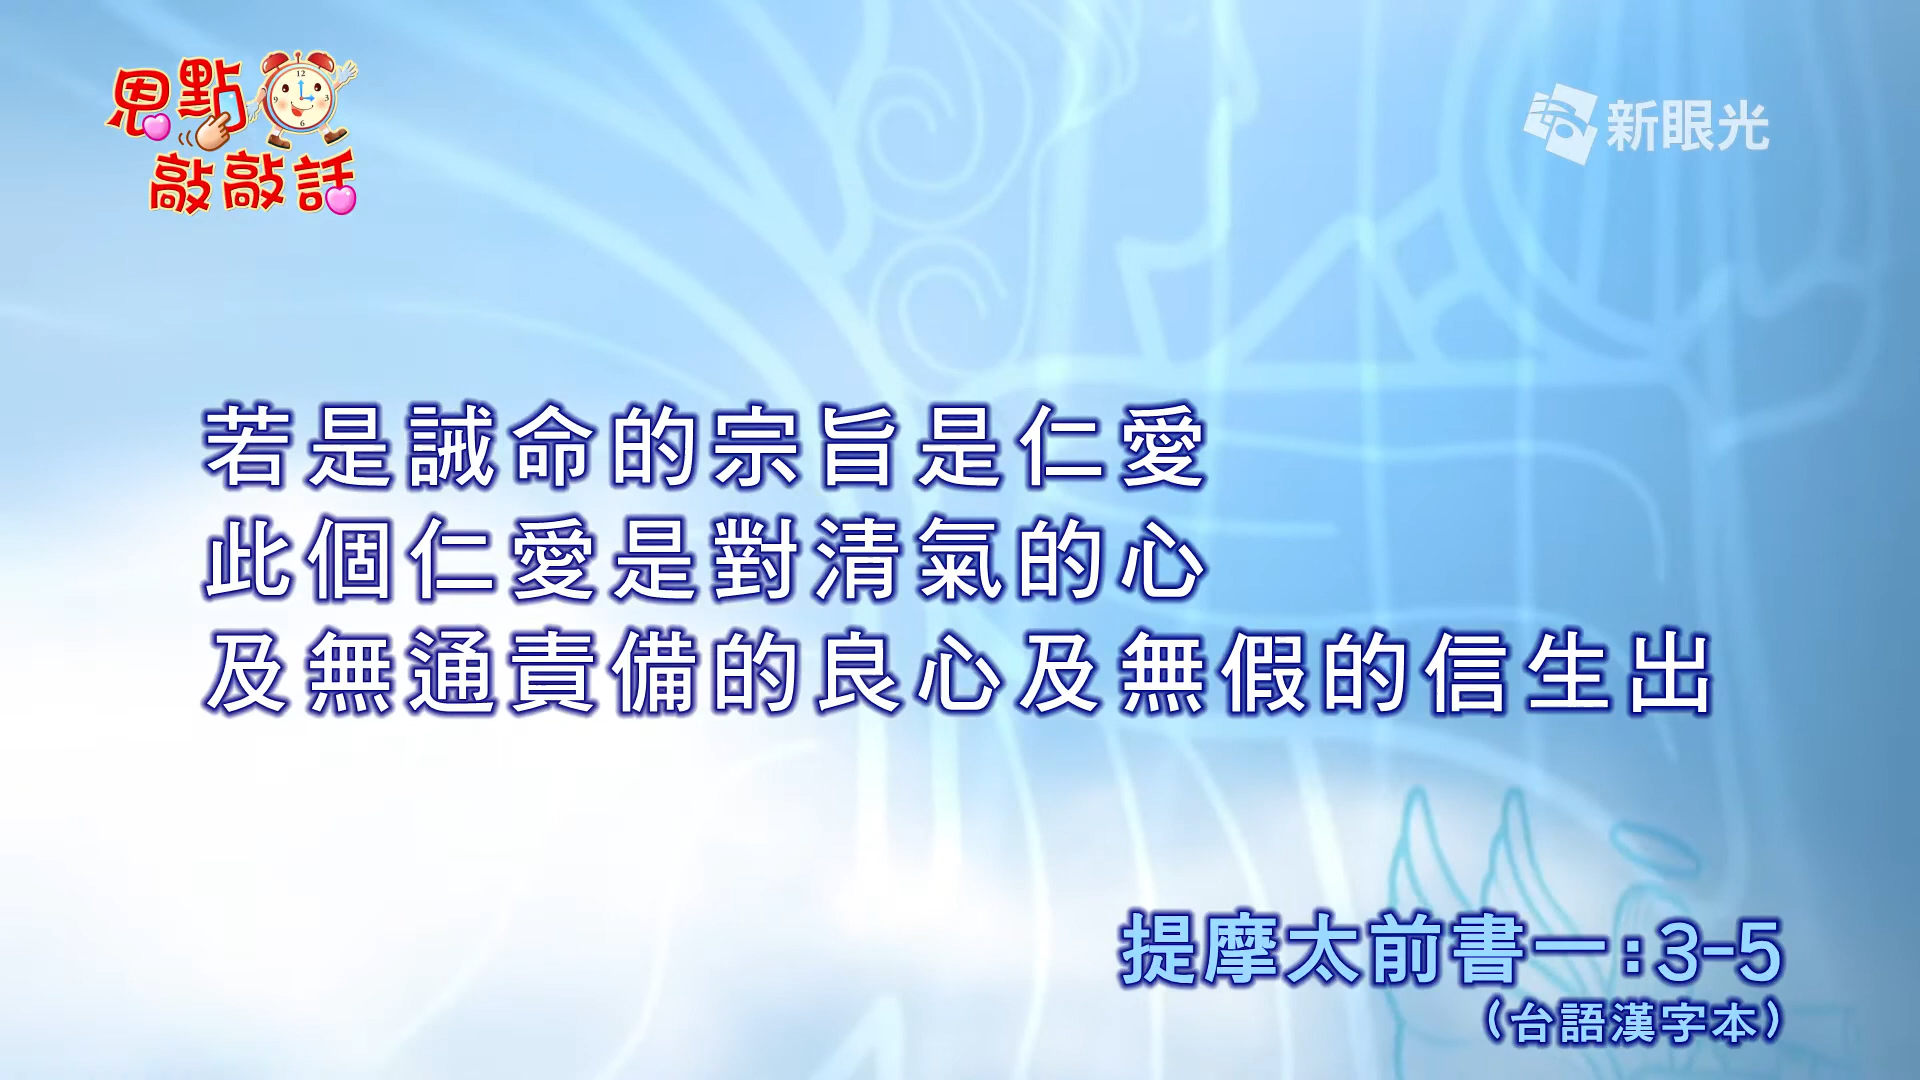 恩點
敲敲話
新眼光
若是誡命的宗旨是仁愛
此個仁愛是對清氣的心
及無通責備的良心及無假的信生出
提摩太前書一:3-5
(台語漢字本)